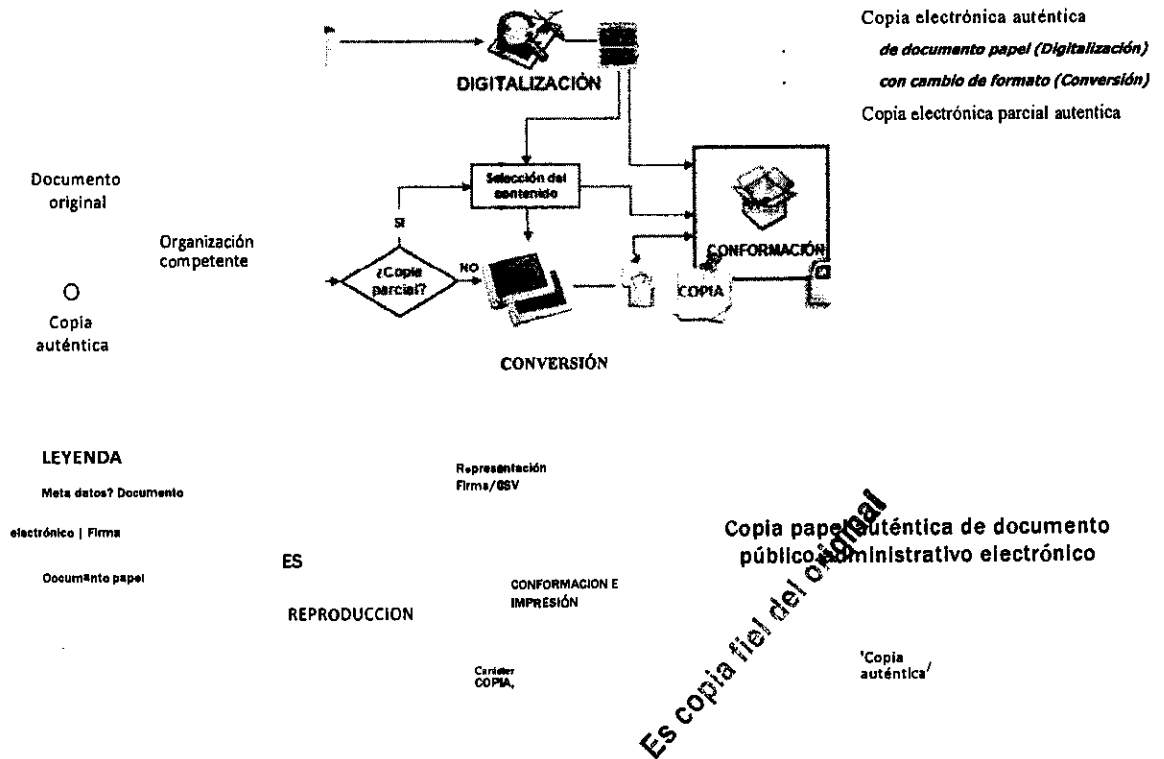 Copia electrónica auténtica
de documento papel (Digitalización)
con cambio de formato (Conversión)
Copia electrónica parcial autentica
DIGITALIZACIÓN
Documento
original
O
Copia
auténtica
Organización
competente
SI
¿Copia
parcial?
NO
Selección del
contenido
CONFORMACIÓN
COPIA
CONVERSIÓN
LEYENDA
Meta datos? Documento
electrónico | Firma
Documanto papel
ES
REPRODUCCION
Representación
Firma/CSV
CONFORMACION E
IMPRESIÓN
COPIA,
Copia papel auténtica de documento
público administrativo electrónico
Es copia fiel del original
'Copia
auténtica'